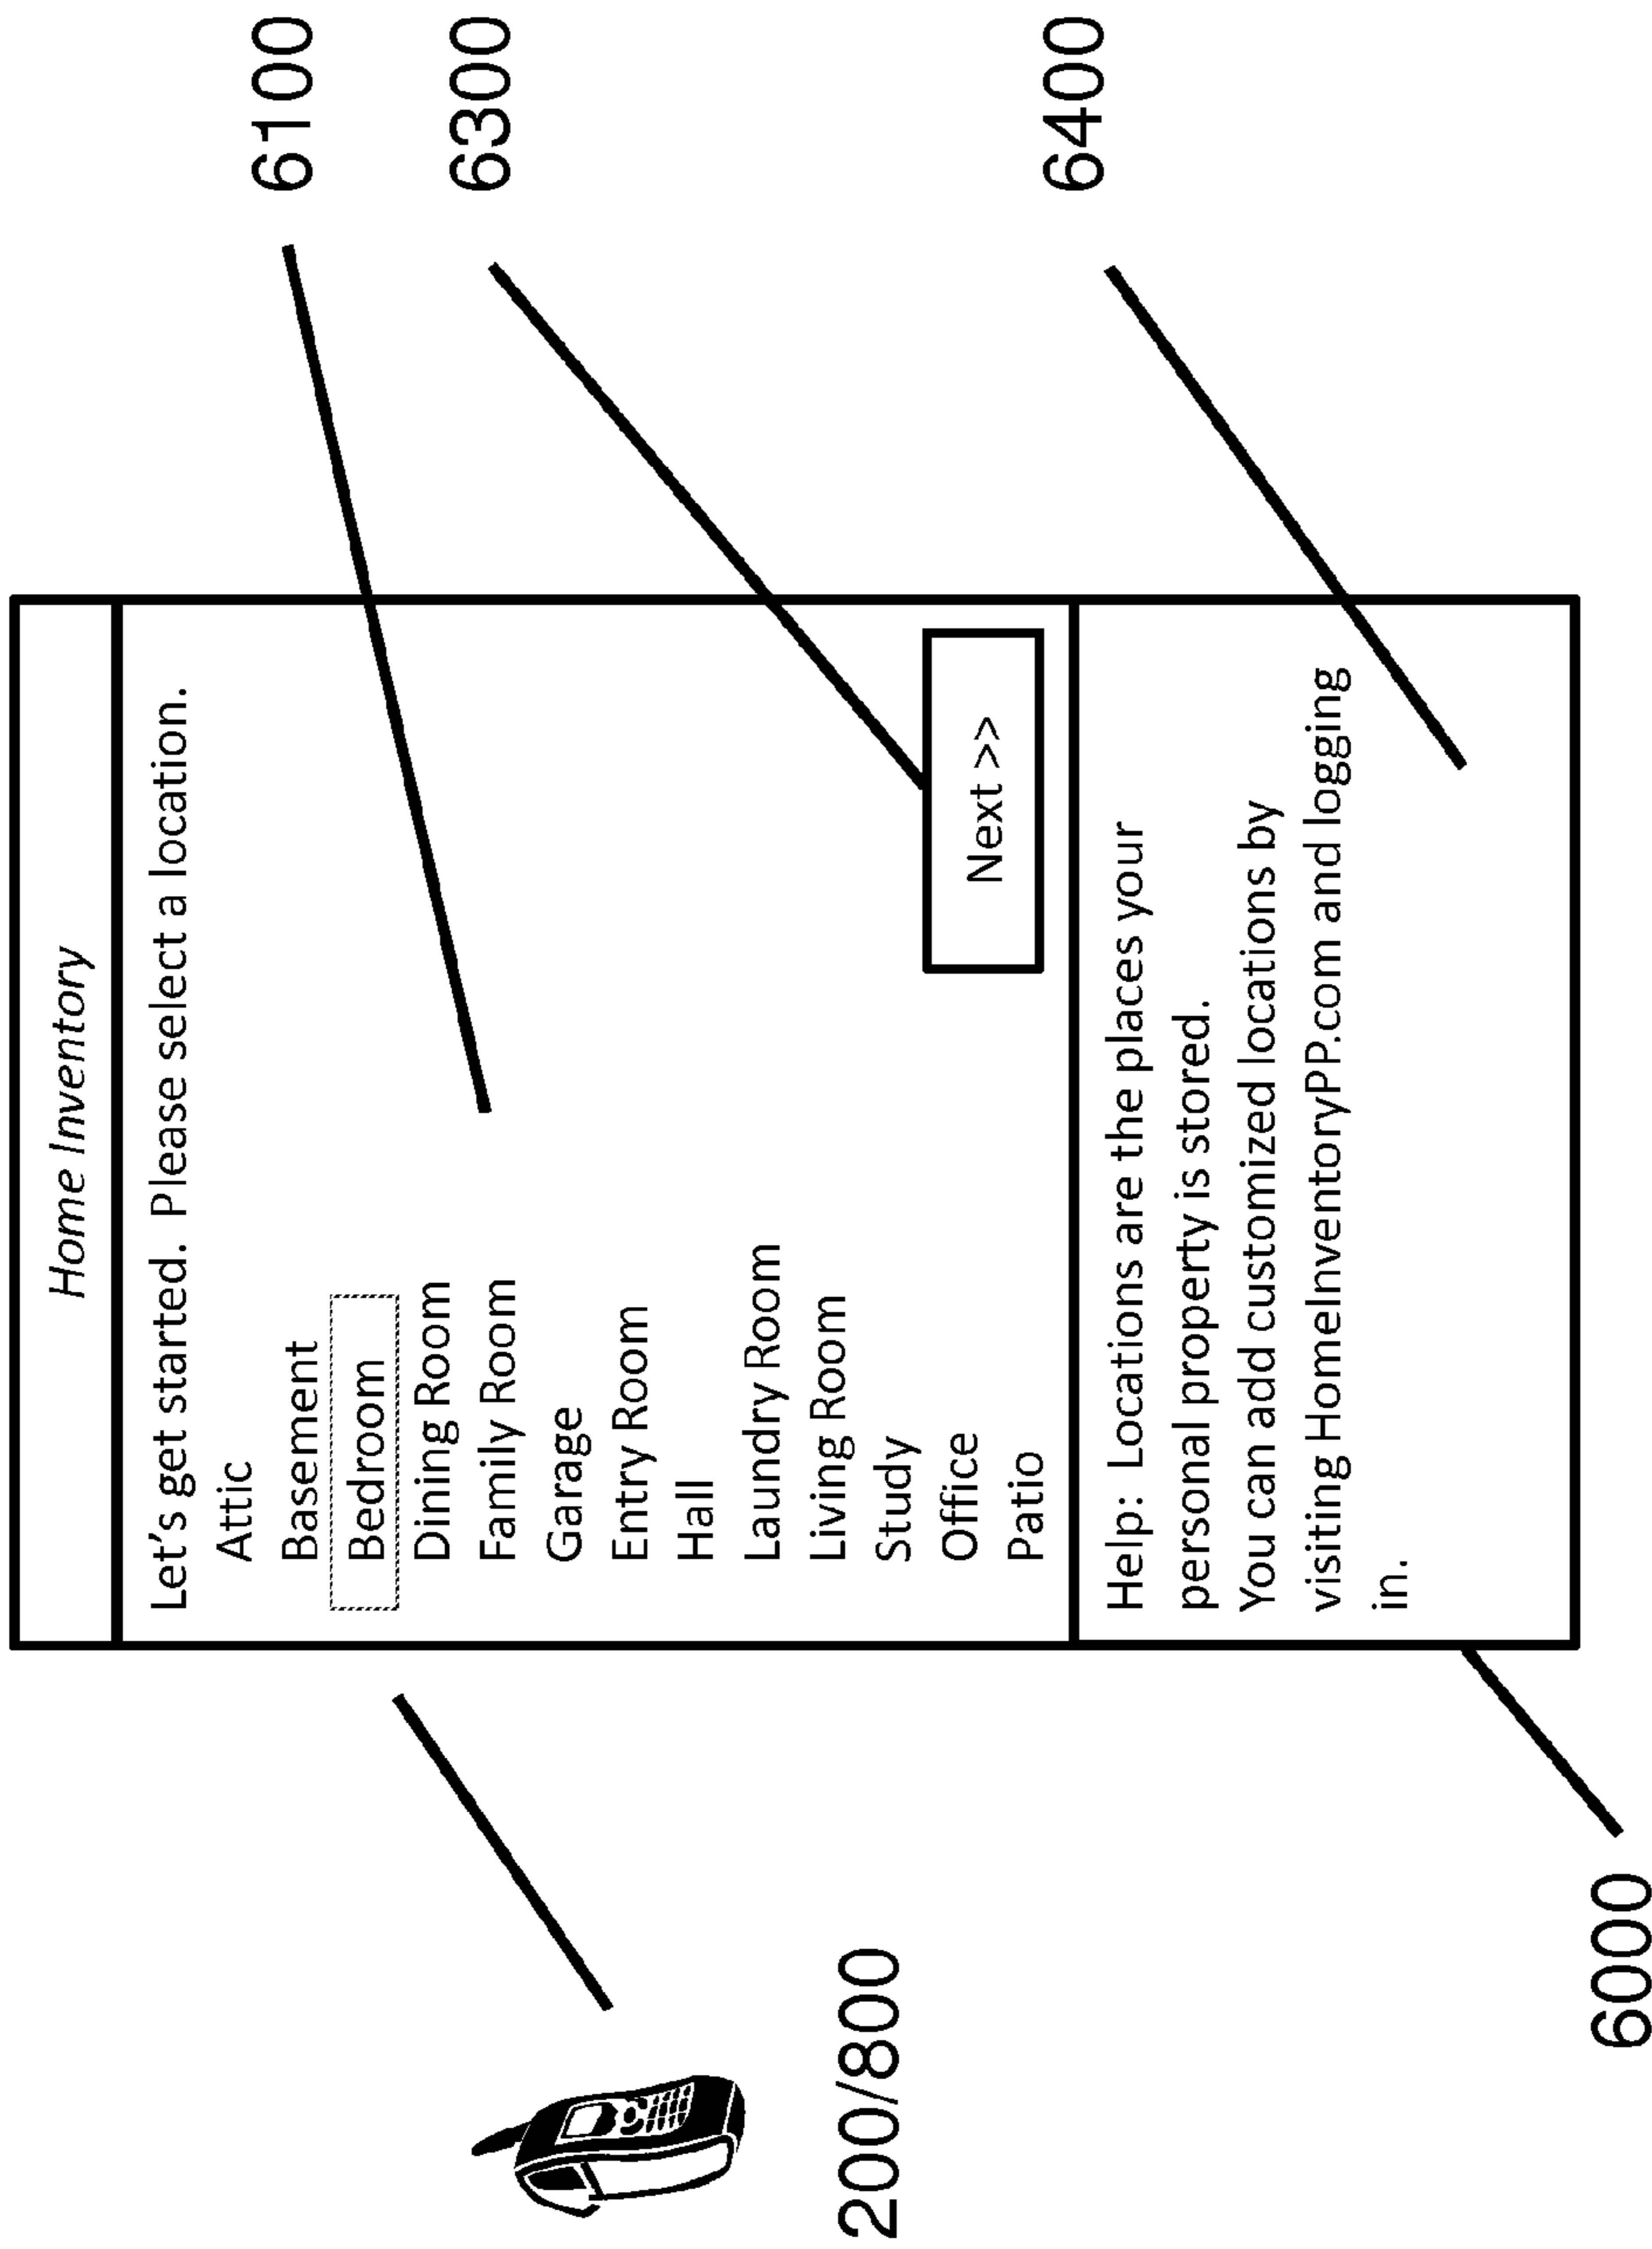 Home Inventory
Let's get started.  Please select a location.
Attic
Basement
Bedroom
Dining Room
Family Room
Garage
Entry Room
Hall
Laundry Room
Living Room
Study
Office
Patio
Next >>
Help:  Locations are the places your
personal property is stored.
You can add customized locations by
visiting HomeInventoryPP.com and logging
in.
6100
6300
6400
200/800
6000